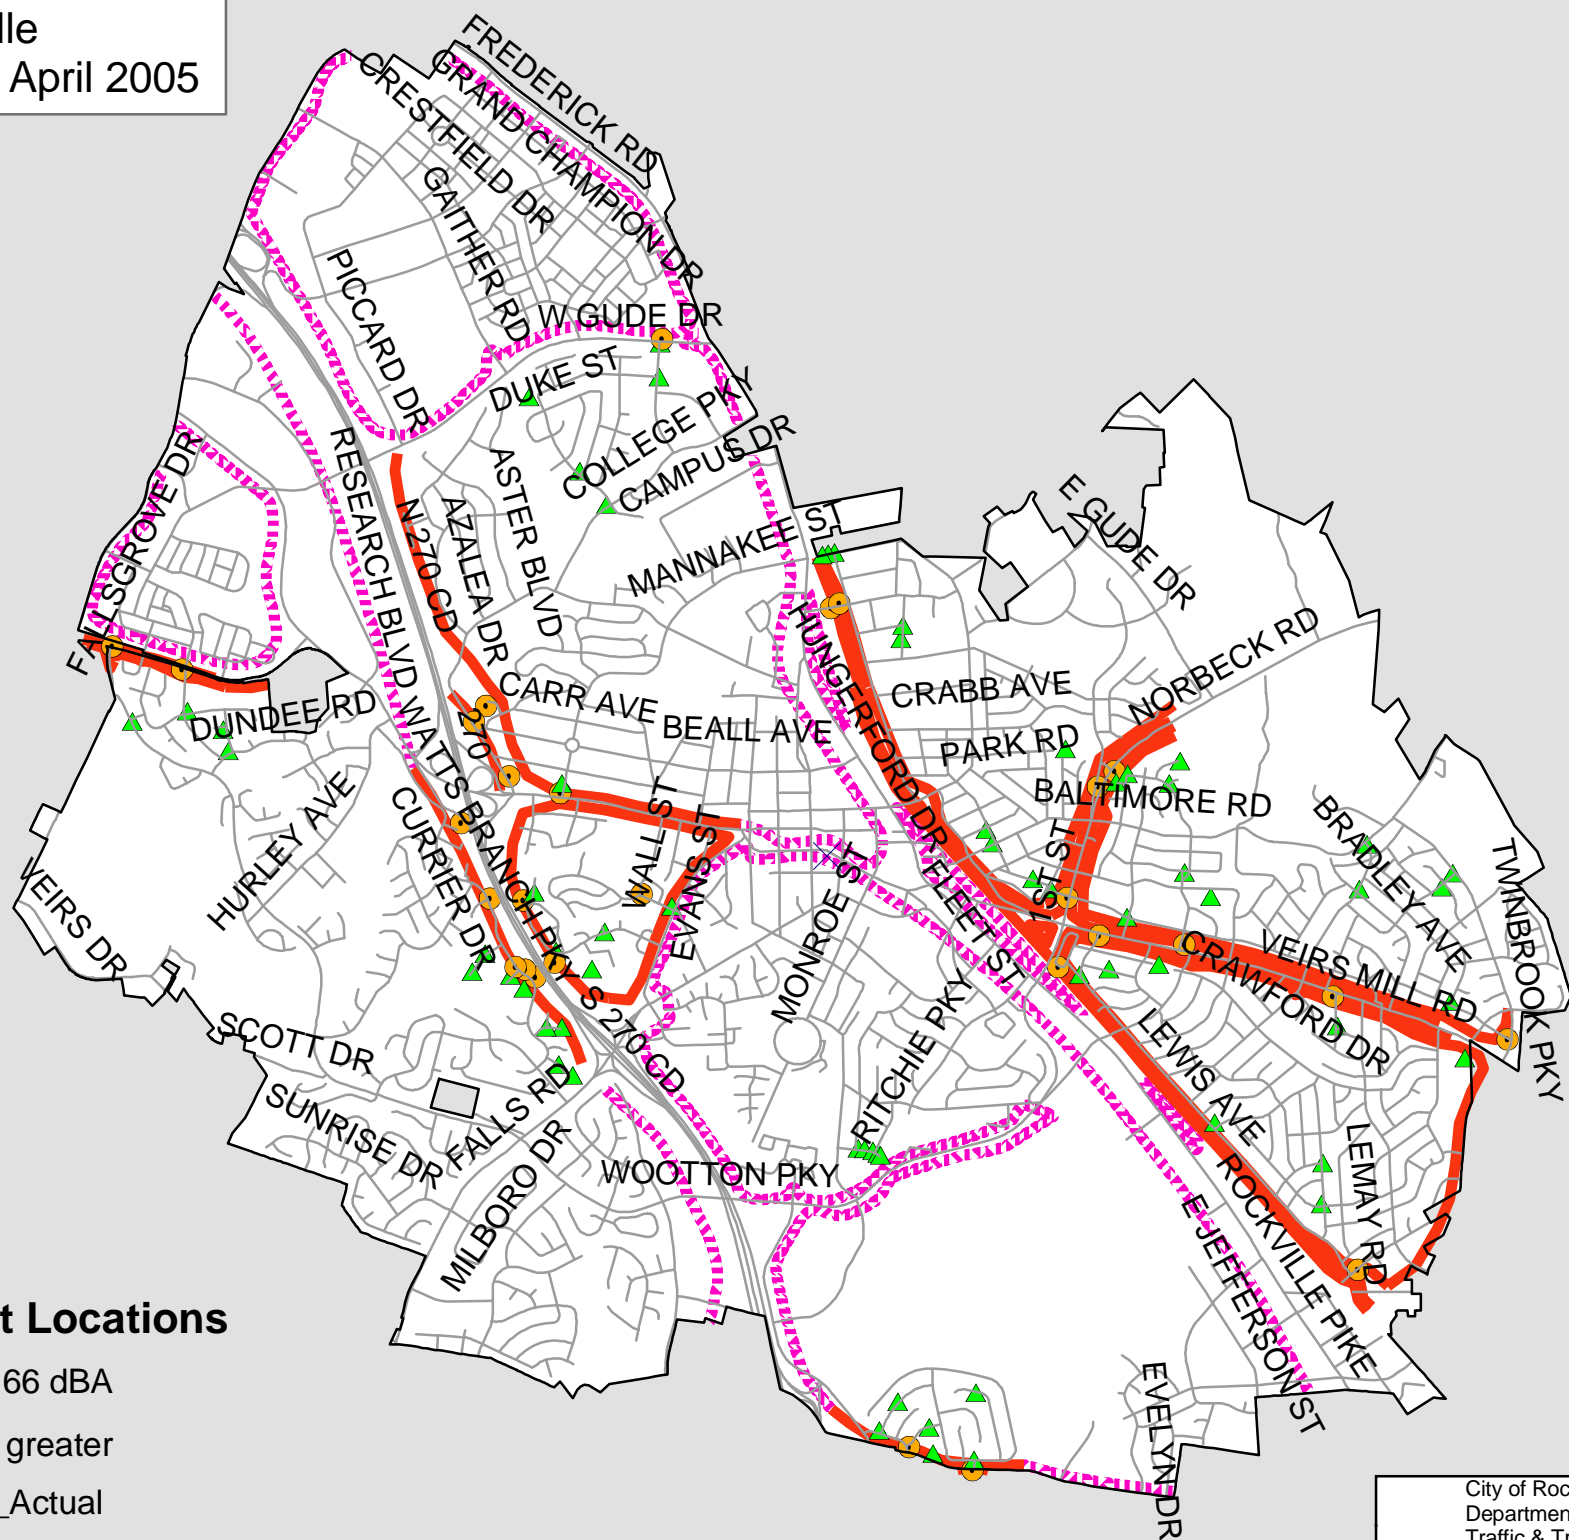 lle
April 2005
FREDERICK RD
GRAND CHAMPION DR
CRESTFIELD DR
GAITHER RD
PICCARD DR
W GUDE DR
DUKE ST
COLLEGE PKY
CAMPUS DR
RESEARCH BLVD
FALLSGROVE DR
N 270 CD
AZALEA DR
ASTER BLVD
MANNAKEE ST
E GUDE DR
HUNGERFORD DR
NORBECK RD
CRABB AVE
CARR AVE
BEALL AVE
PARK RD
DUNDEE RD
270
WATTS BRANCH PKY
BALTIMORE RD
BRADLEY AVE
TWINBROOK PKY
HURLEY AVE
CURRIER DR
WALL ST
EVANS ST
1ST ST
VEIRS DR
MONROE ST
FLEET ST
VEIRS MILL RD
CRAWFORD DR
S 270 CD
RITCHIE PKY
LEWIS AVE
SCOTT DR
SUNRISE DR
FALLS RD
MILBORO DR
WOOTTON PKY
LEMAY RD
ROCKVILLE PIKE
E JEFFERSON ST
EVELYN DR
t Locations
66 dBA
greater
_Actual
City of Roc
Departmen
Traffic & Tr